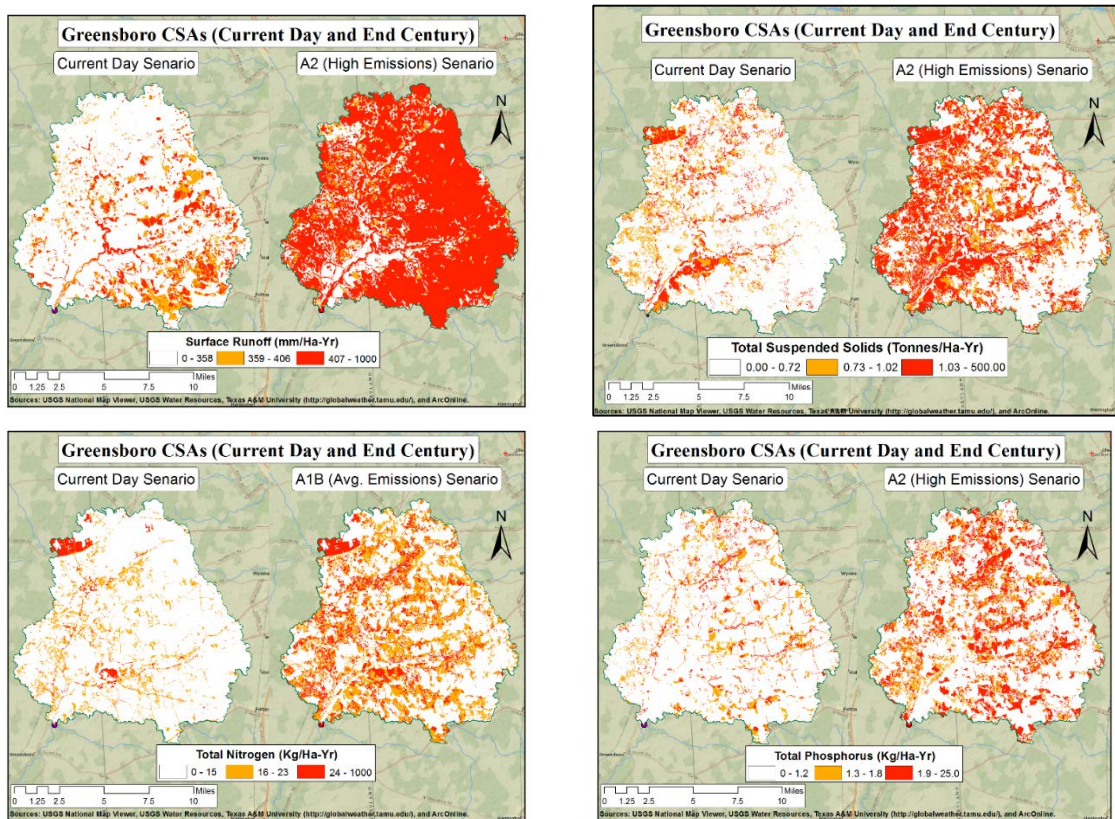 Greensboro CSAs (Current Day and End Century)
Current Day Senario
A2 (High Emissions) Senario
N
Surface Runoff (mm/Ha-Yr)
0 - 358 359 - 406 407 - 1000
0 1.25 2.5 5 7.5 10
Miles
Sources: USGS National Map Viewer, USGS Water Resources, Texas A&M University (http://globalweather.tamu.edu/), and ArcOnline.
Greensboro CSAs (Current Day and End Century)
Current Day Scenario
A2 (High Emissions) Senario
N
Total Suspended Solids (Tonnes/Ha-Yr)
0.00 - 0.72 0.73 - 1.02 1.03 - 500.00
0 1.25 2.5 5 7.5 10
Miles
Sources: USGS National Map Viewer, USGS Water Resources, Texas A&M University (http://globalweather.tamu.edu/), and ArcOnline.
Greensboro CSAs (Current Day and End Century)
Current Day Scenario
A1B (Avg. Emissions) Senario
N
Total Nitrogen (Kg/Ha-Yr)
0 - 15 16 - 23 24 - 1000
0 1.25 2.5 5 7.5 10
Miles
Sources: USGS National Map Viewer, USGS Water Resources, Texas A&M University (http://globalweather.tamu.edu/), and ArcOnline.
Greensboro CSAs (Current Day and End Century)
Current Day Scenario
A2 (High Emissions) Senario
N
Total Phosphorus (Kg/Ha-Yr)
0 - 1.2 1.3 - 1.8 1.9 - 25.0
0 1.25 2.5 5 7.5 10
Miles
Sources: USGS National Map Viewer, USGS Water Resources, Texas A&M University (http://globalweather.tamu.edu/), and ArcOnline.